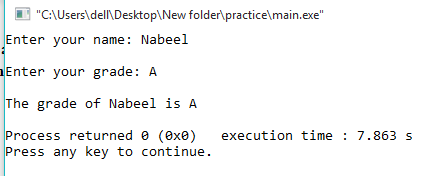 "C:\Users\dell\Desktop\New folder\practice\main.exe"
Enter your name: Nabeel
Enter your grade: A
The grade of Nabeel is A
Process returned 0 (0x0)   execution time : 7.863 s
Press any key to continue.